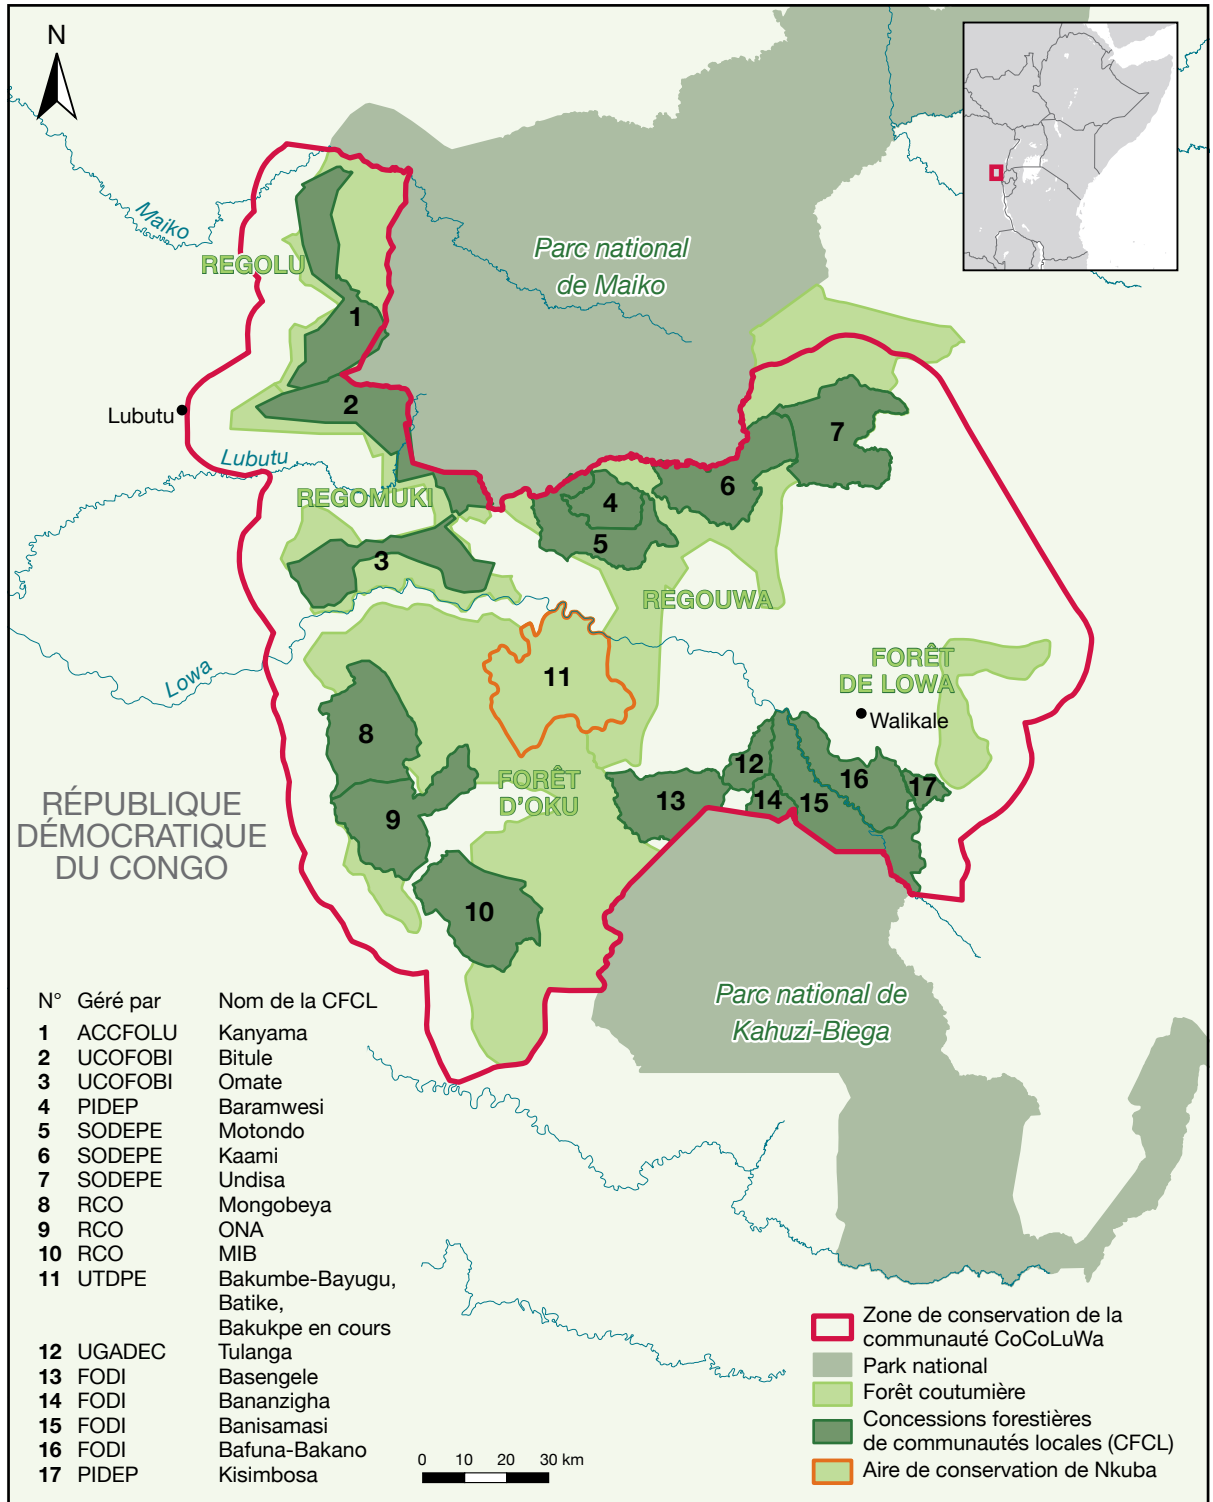 N
Maiko
REGOLU
Parc national
de Maiko
1
2
Lubutu
Lubutu
REGOMUKI
3
4
5
6
7
REGOUWA
Lowa
11
FORÊT
DE LOWA
Walikale
8
9
10
FORÊT
D'OKU
12
13
14
15
16
17
RÉPUBLIQUE
DÉMOCRATIQUE
DU CONGO
Parc national de
Kahuzi-Biega
N° Géré par Nom de la CFCL
1 ACCFOLU Kanyama
2 UCOFOBI Bitule
3 UCOFOBI Omate
4 PIDEP Baramwesi
5 SODEPE Motondo
6 SODEPE Kaami
7 SODEPE Undisa
8 RCO Mongobeya
9 RCO ONA
10 RCO MIB
11 UTDPE Bakumbe-Bayugu,
Batike,
Bakukpe en cours
12 UGADEC Tulanga
13 FODI Basengele
14 FODI Bananzigha
15 FODI Banisamasi
16 FODI Bafuna-Bakano
17 PIDEP Kisimbosa
0 10 20 30 km
Zone de conservation de la
communauté CoCoLuWa
Park national
Forêt coutumière
Concessions forestières
de communautés locales (CFCL)
Aire de conservation de Nkuba